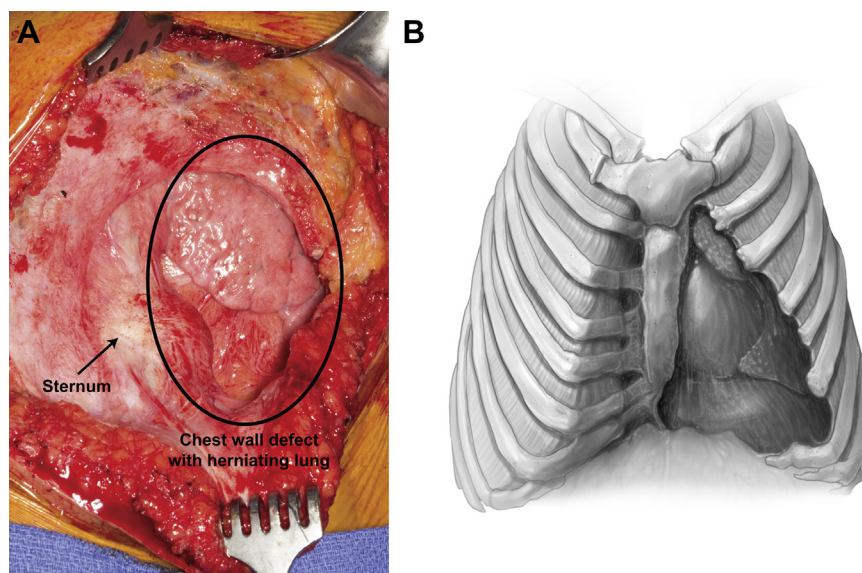 A
B
Sternum
Chest wall defect
with herniating lung